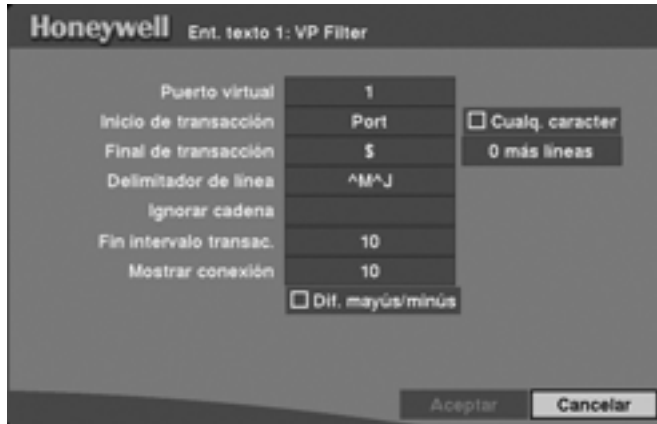 Honeywell Ent. texto 1: VP Filter
Puerto virtual 1
Inicio de transacción Port Cualq. caracter
Final de transacción $ 0 más líneas
Delimitador de línea ^M^J
Ignorar cadena
Fin intervalo transac. 10
Mostrar conexión 10
Dif. mayús/minús
Aceptar Cancelar